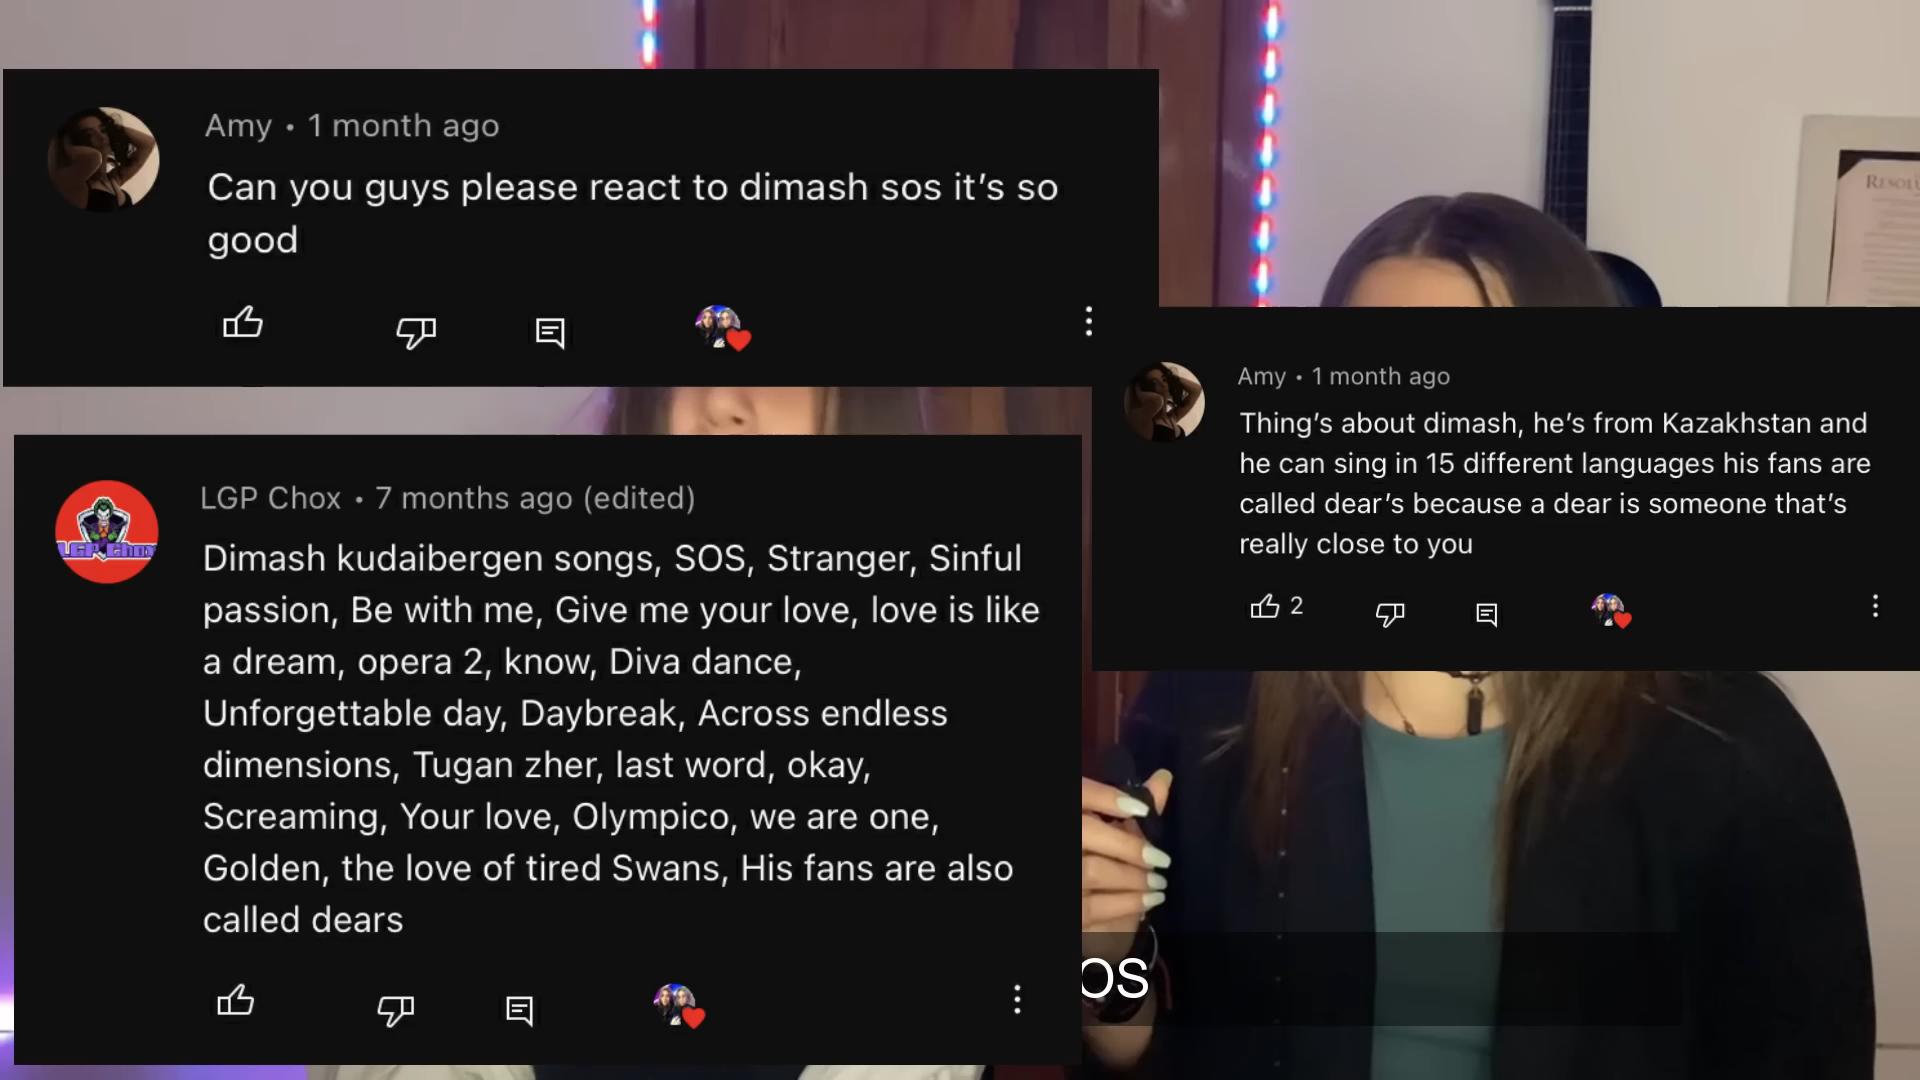 Amy • 1 month ago
Can you guys please react to dimash sos it's so
good
Amy • 1 month ago
Thing's about dimash, he's from Kazakhstan and
he can sing in 15 different languages his fans are
called dear's because a dear is someone that's
really close to you
2
LGP Chox • 7 months ago (edited)
Dimash kudaibergen songs, SOS, Stranger, Sinful
passion, Be with me, Give me your love, love is like
a dream, opera 2, know, Diva dance,
Unforgettable day, Daybreak, Across endless
dimensions, Tugan zher, last word, okay,
Screaming, Your love, Olympico, we are one,
Golden, the love of tired Swans, His fans are also
called dears
LGP Chox
OS